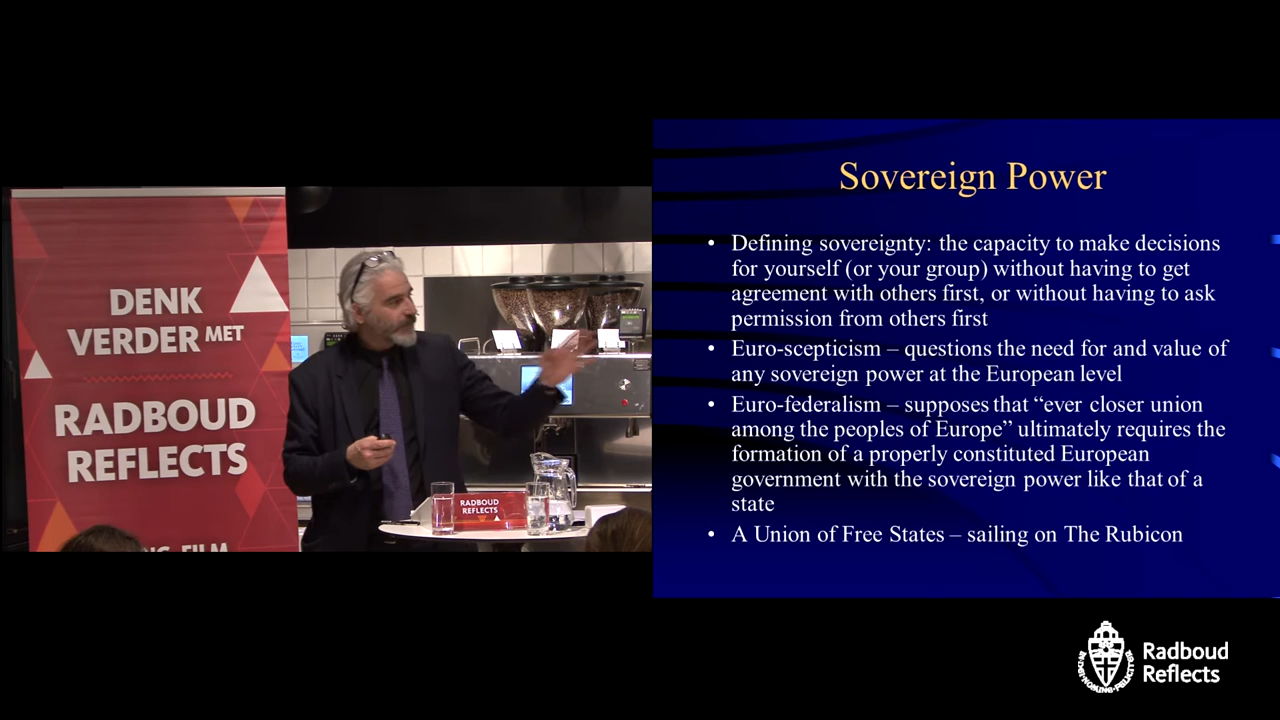 DENK
VERDER MET
RADBOUD
REFLECTS
RADBOUD
REFLECTS
Sovereign Power
• Defining sovereignty: the capacity to make decisions
for yourself (or your group) without having to get
agreement with others first, or without having to ask
permission from others first
• Euro-scepticism – questions the need for and value of
any sovereign power at the European level
• Euro-federalism – supposes that “ever closer union
among the peoples of Europe” ultimately requires the
formation of a properly constituted European
government with the sovereign power like that of a
state
• A Union of Free States – sailing on The Rubicon
Radboud
Reflects